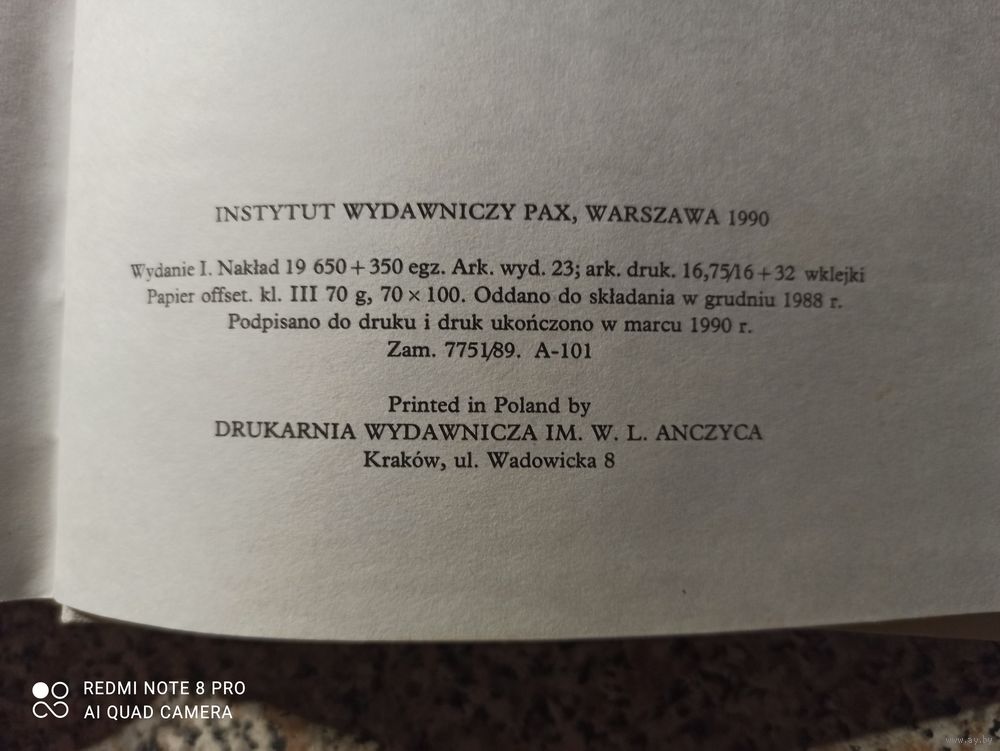 INSTYTUT WYDAWNICZY PAX, WARSZAWA 1990
Wydanie I. Nakład 19 650 + 350 egz. Ark. wyd. 23; ark. druk. 16,75/16 + 32 wklejki
Papier offset. kl. III 70 g, 70 × 100. Oddano do składania w grudniu 1988 r.
Podpisano do druku i druk ukończono w marcu 1990 r.
Zam. 7751/89. A-101
Printed in Poland by
DRUKARNIA WYDAWNICZA IM. W. L. ANCZYCA
Kraków, ul. Wadowicka 8
REDMI NOTE 8 PRO
AI QUAD CAMERA
www.ay.by